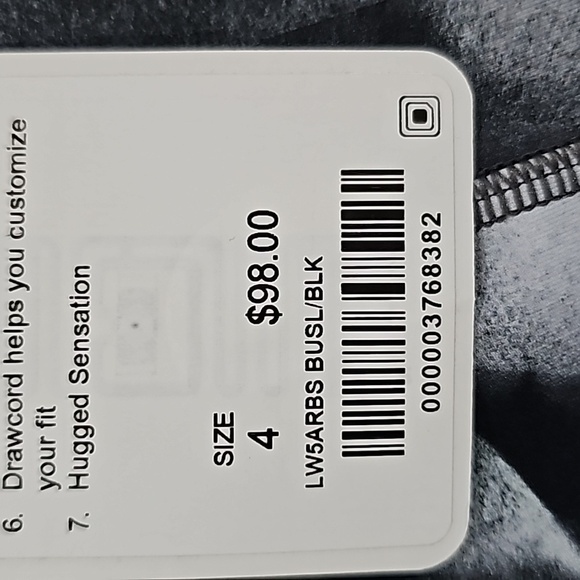 6. Drawcord helps you customize
your fit
7. Hugged Sensation
SIZE
4 $98.00
LW5ARBS BUSL/BLK
000003768382